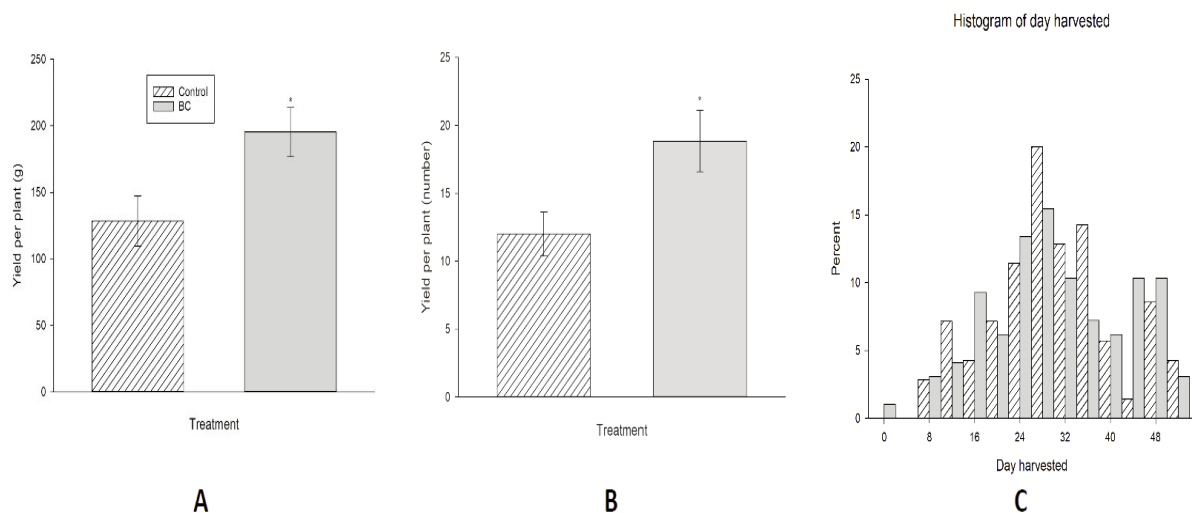 Yield per plant (g)
250
200
150
100
50
0
Control
BC
*
Treatment
A
Yield per plant (number)
25
20
15
10
5
0
*
Treatment
B
Histogram of day harvested
Percent
25
20
15
10
5
0
0 8 16 24 32 40 48
Day harvested
C